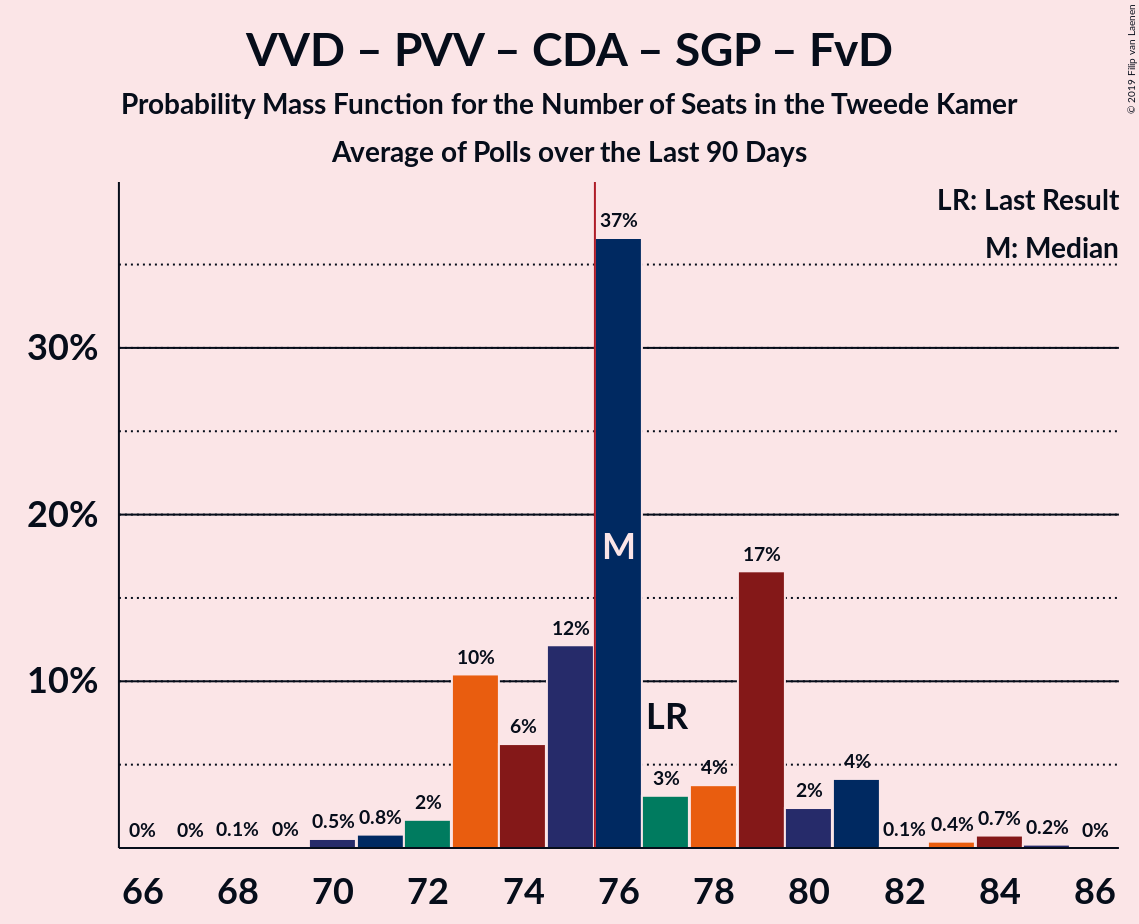 VVD – PVV – CDA – SGP – FvD
Probability Mass Function for the Number of Seats in the Tweede Kamer
Average of Polls over the Last 90 Days
© 2019 Filip van Laenen
LR: Last Result
M: Median
30%
20%
10%
0%
0%
0.1%
0%
0.5%
0.8%
2%
10%
6%
12%
37%
3%
4%
17%
2%
4%
0.1%
0.4%
0.7%
0.2%
0%
M
LR
66 68 70 72 74 76 78 80 82 84 86